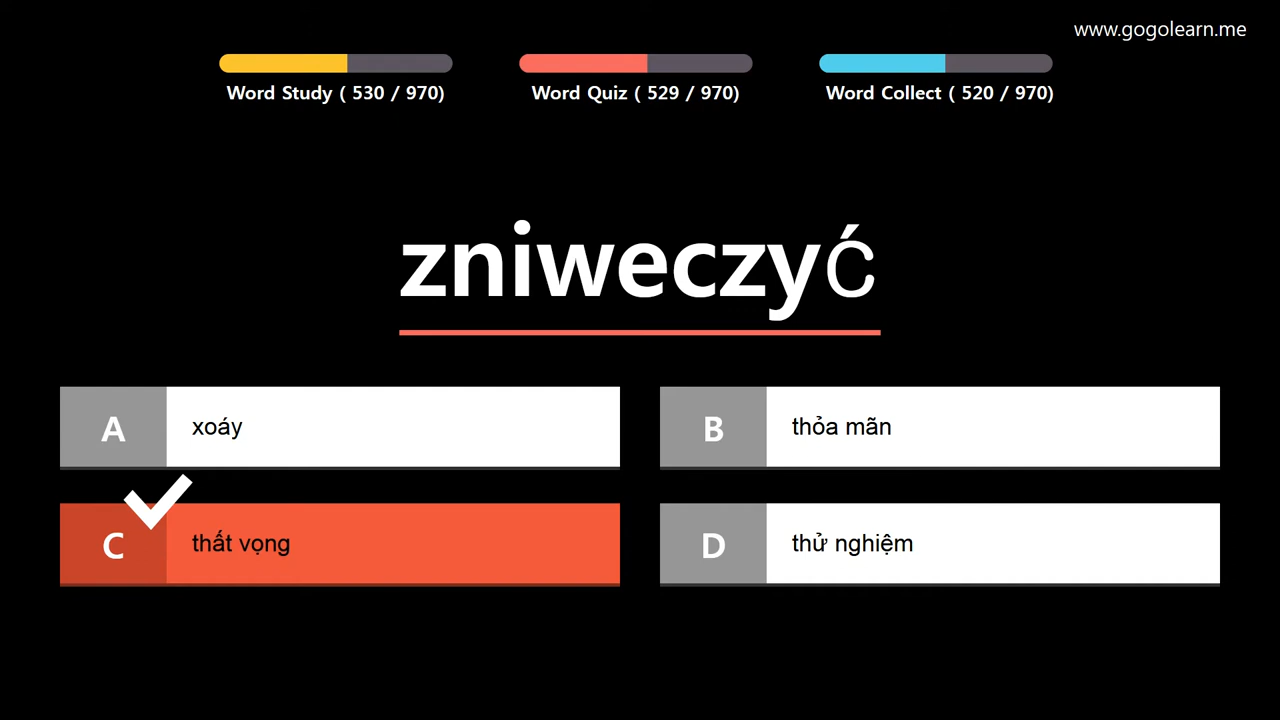 www.gogolearn.me
Word Study ( 530 / 970)
Word Quiz ( 529 / 970)
Word Collect ( 520 / 970)
zniweczyć
A xoáy
B thỏa mãn
C thất vọng
D thử nghiệm